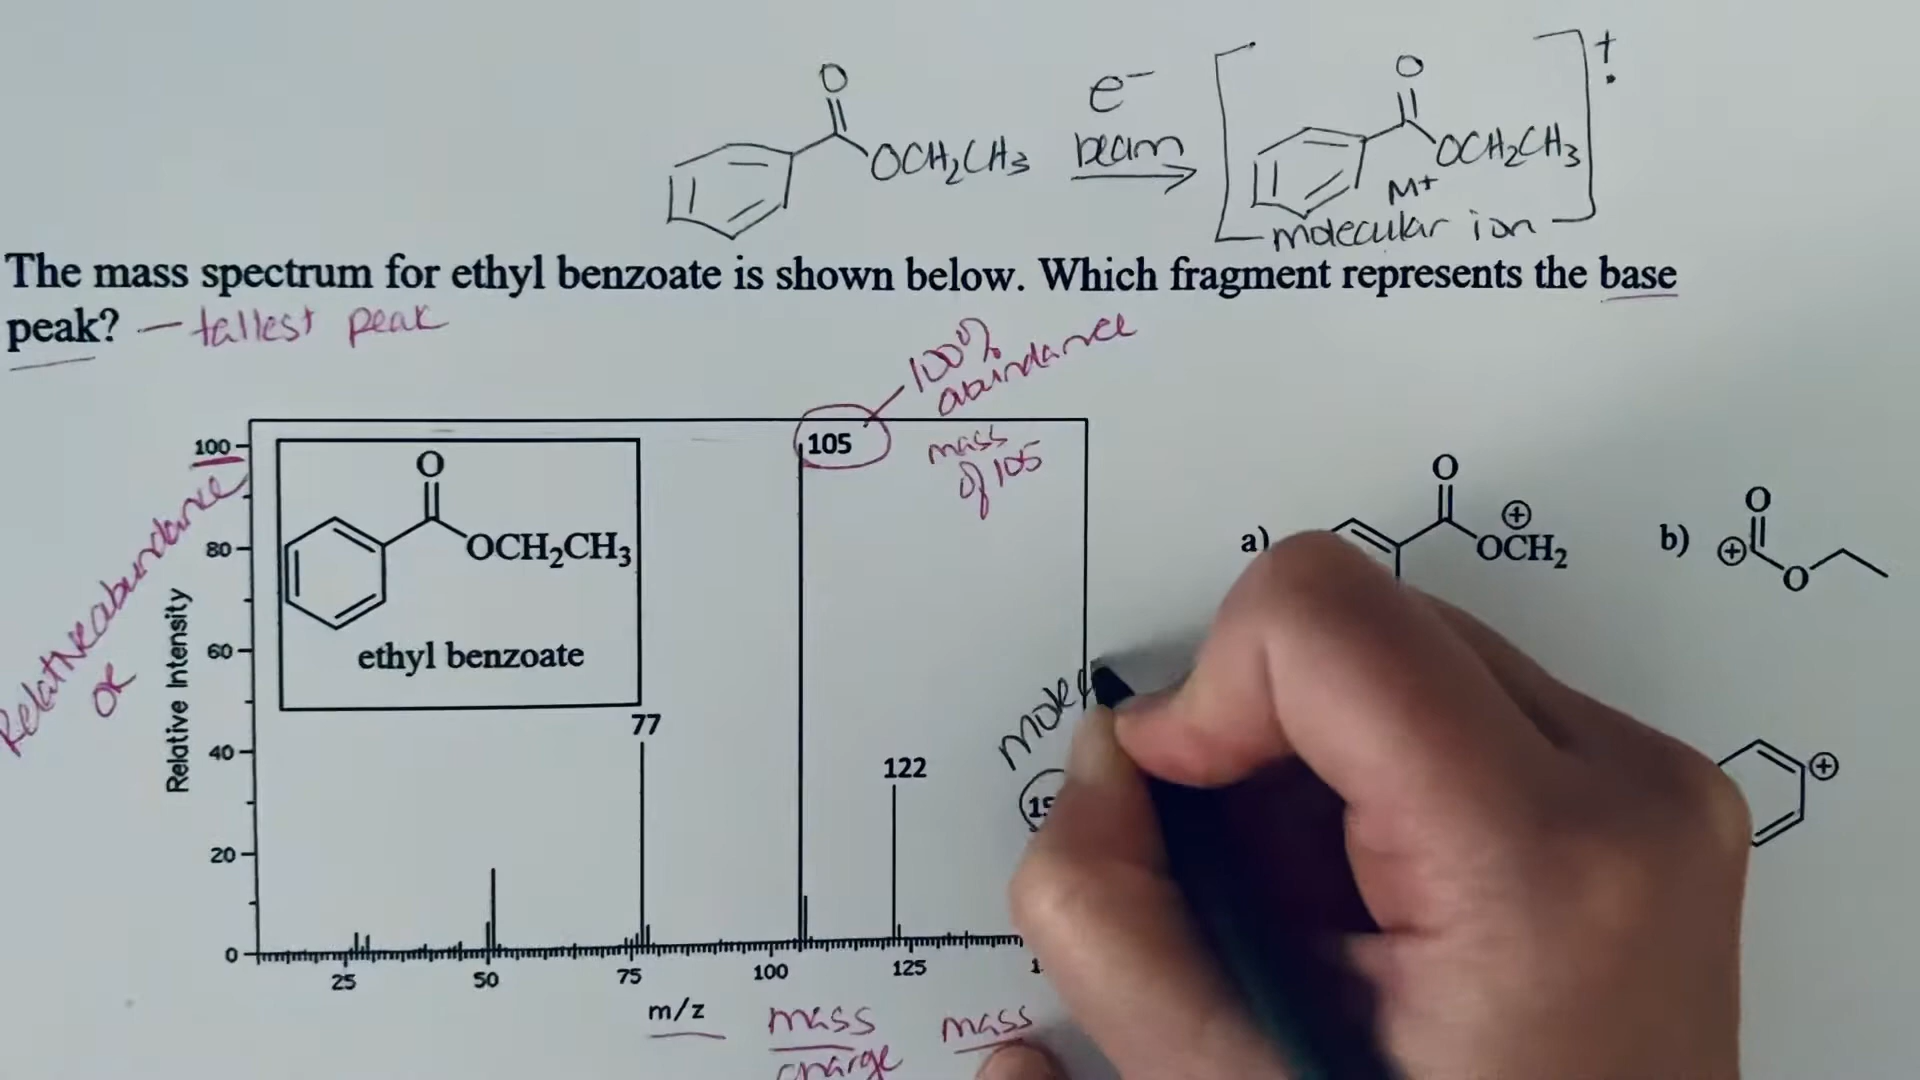 O
O
e⁻
beam
OCH₂CH₃
OCH₂CH₃
M+
molecular ion
+
•
The mass spectrum for ethyl benzoate is shown below. Which fragment represents the base
peak? — tallest peak
100%
abundance
105
mass
of 105
100
80
60
40
20
0
Relative abundance
or
Relative Intensity
O
OCH₂CH₃
ethyl benzoate
77
122
25
50
75
100
125
m/z
mass
charge
mass
a)
O
⊕
OCH₂
b)
O
⊕
O
⊕